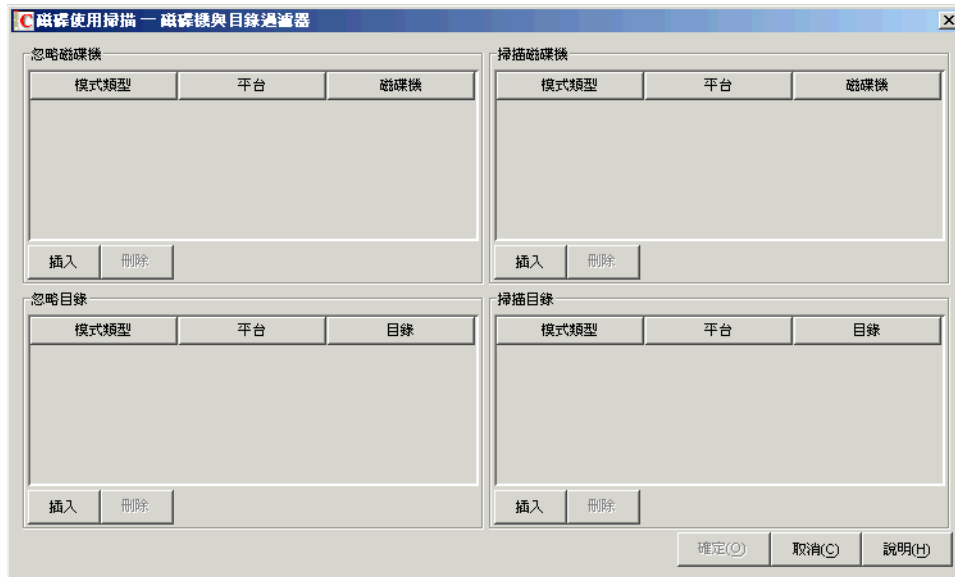 C 磁碟使用掃描 — 磁碟機與目錄過濾器
忽略磁碟機
模式類型 平台 磁碟機
插入 刪除
掃描磁碟機
模式類型 平台 磁碟機
插入 刪除
忽略目錄
模式類型 平台 目錄
插入 刪除
掃描目錄
模式類型 平台 目錄
插入 刪除
確定(O) 取消(C) 說明(H)